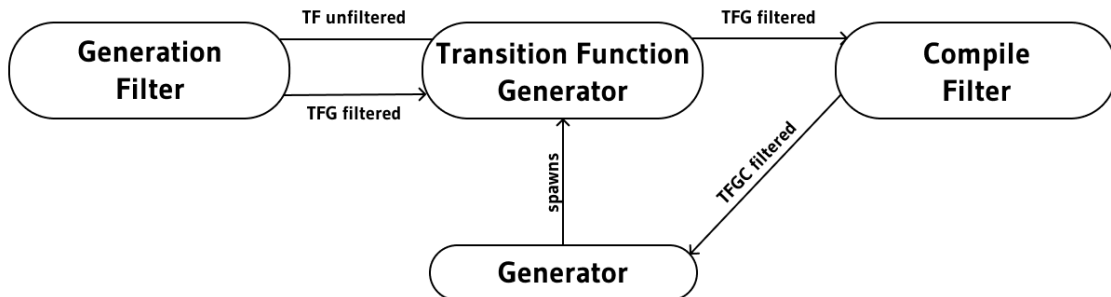 TF unfiltered
TFG filtered
Generation
Filter
Transition Function
Generator
Compile
Filter
TFG filtered
TFGC filtered
spawns
Generator